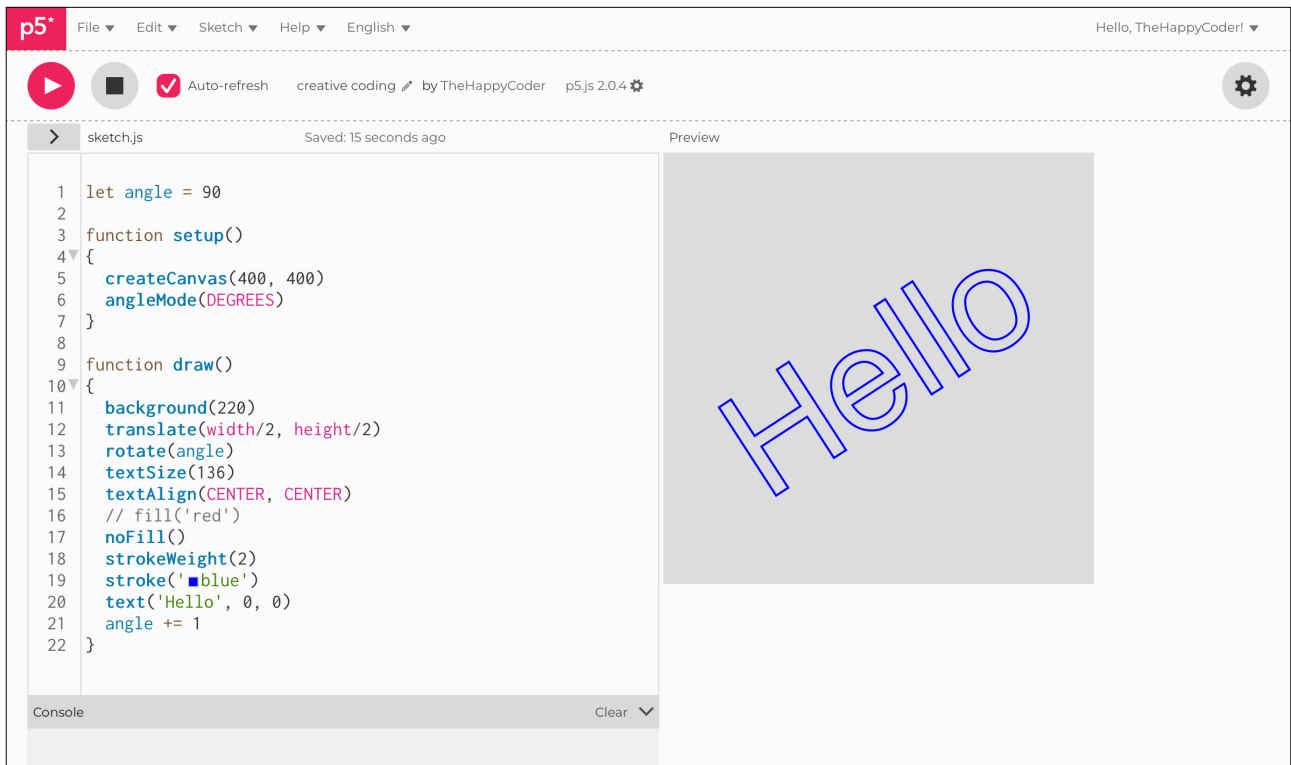 p5* File Edit Sketch Help English Hello, TheHappyCoder!
Auto-refresh creative coding by TheHappyCoder p5.js 2.0.4
sketch.js Saved: 15 seconds ago Preview
1 let angle = 90
2
3 function setup()
4 {
5 createCanvas(400, 400)
6 angleMode(DEGREES)
7 }
8
9 function draw()
10 {
11 background(220)
12 translate(width/2, height/2)
13 rotate(angle)
14 textSize(136)
15 textAlign(CENTER, CENTER)
16 // fill('red')
17 noFill()
18 strokeWeight(2)
19 stroke('blue')
20 text('Hello', 0, 0)
21 angle += 1
22 }
Hello
Console Clear